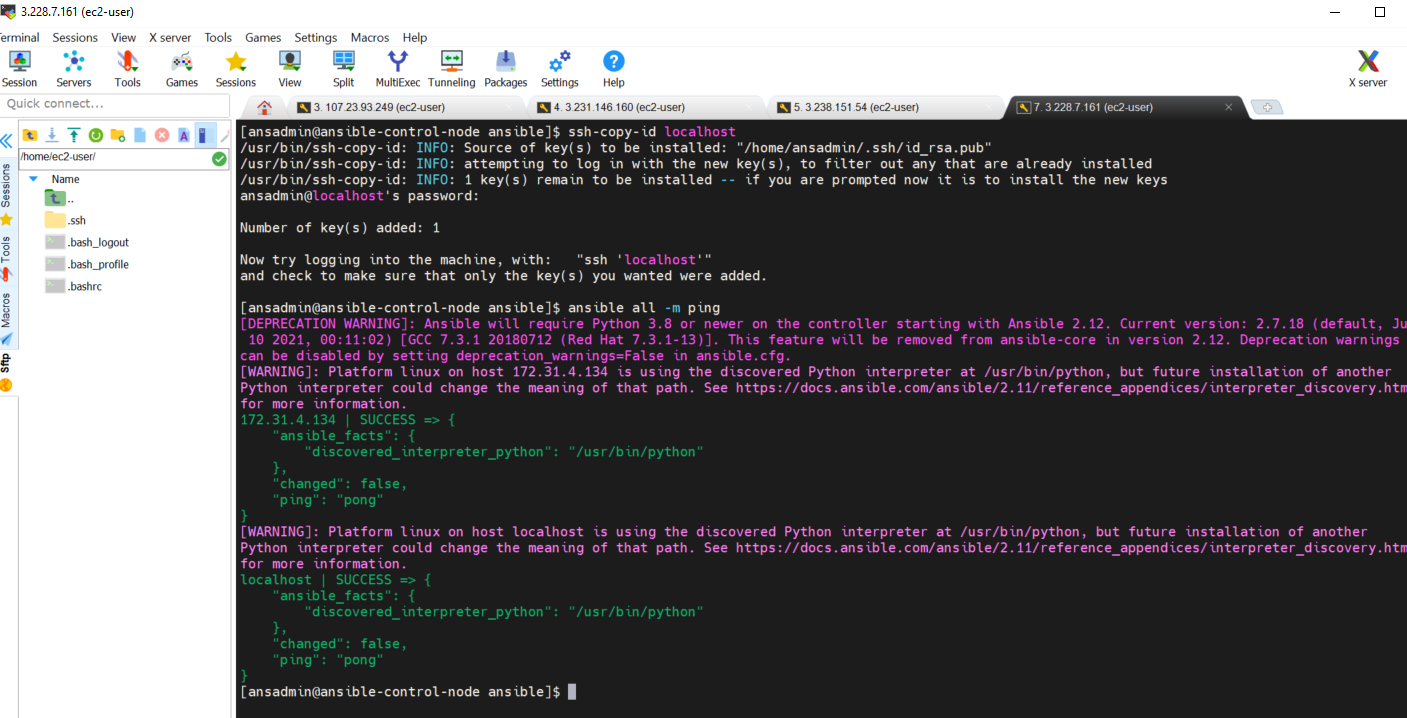 3.228.7.161 (ec2-user)
Terminal Sessions View X server Tools Games Settings Macros Help
Session Servers Tools Games Sessions View Split MultiExec Tunneling Packages Settings Help X server
Quick connect...
3. 107.23.93.249 (ec2-user)
4. 3.231.146.160 (ec2-user)
5. 3.238.151.54 (ec2-user)
7. 3.228.7.161 (ec2-user)
/home/ec2-user/
Name
..
.ssh
.bash_logout
.bash_profile
.bashrc
Sessions
Tools
Macros
Sftp
[ansadmin@ansible-control-node ansible]$ ssh-copy-id localhost
/usr/bin/ssh-copy-id: INFO: Source of key(s) to be installed: "/home/ansadmin/.ssh/id_rsa.pub"
/usr/bin/ssh-copy-id: INFO: attempting to log in with the new key(s), to filter out any that are already installed
/usr/bin/ssh-copy-id: INFO: 1 key(s) remain to be installed -- if you are prompted now it is to install the new keys
ansadmin@localhost's password:
Number of key(s) added: 1
Now try logging into the machine, with:   "ssh 'localhost'"
and check to make sure that only the key(s) you wanted were added.
[ansadmin@ansible-control-node ansible]$ ansible all -m ping
[DEPRECATION WARNING]: Ansible will require Python 3.8 or newer on the controller starting with Ansible 2.12. Current version: 2.7.18 (default, Ju
 10 2021, 00:11:02) [GCC 7.3.1 20180712 (Red Hat 7.3.1-13)]. This feature will be removed from ansible-core in version 2.12. Deprecation warnings
can be disabled by setting deprecation_warnings=False in ansible.cfg.
[WARNING]: Platform linux on host 172.31.4.134 is using the discovered Python interpreter at /usr/bin/python, but future installation of another
Python interpreter could change the meaning of that path. See https://docs.ansible.com/ansible/2.11/reference_appendices/interpreter_discovery.htm
for more information.
172.31.4.134 | SUCCESS => {
    "ansible_facts": {
        "discovered_interpreter_python": "/usr/bin/python"
    },
    "changed": false,
    "ping": "pong"
}
[WARNING]: Platform linux on host localhost is using the discovered Python interpreter at /usr/bin/python, but future installation of another
Python interpreter could change the meaning of that path. See https://docs.ansible.com/ansible/2.11/reference_appendices/interpreter_discovery.htm
for more information.
localhost | SUCCESS => {
    "ansible_facts": {
        "discovered_interpreter_python": "/usr/bin/python"
    },
    "changed": false,
    "ping": "pong"
}
[ansadmin@ansible-control-node ansible]$